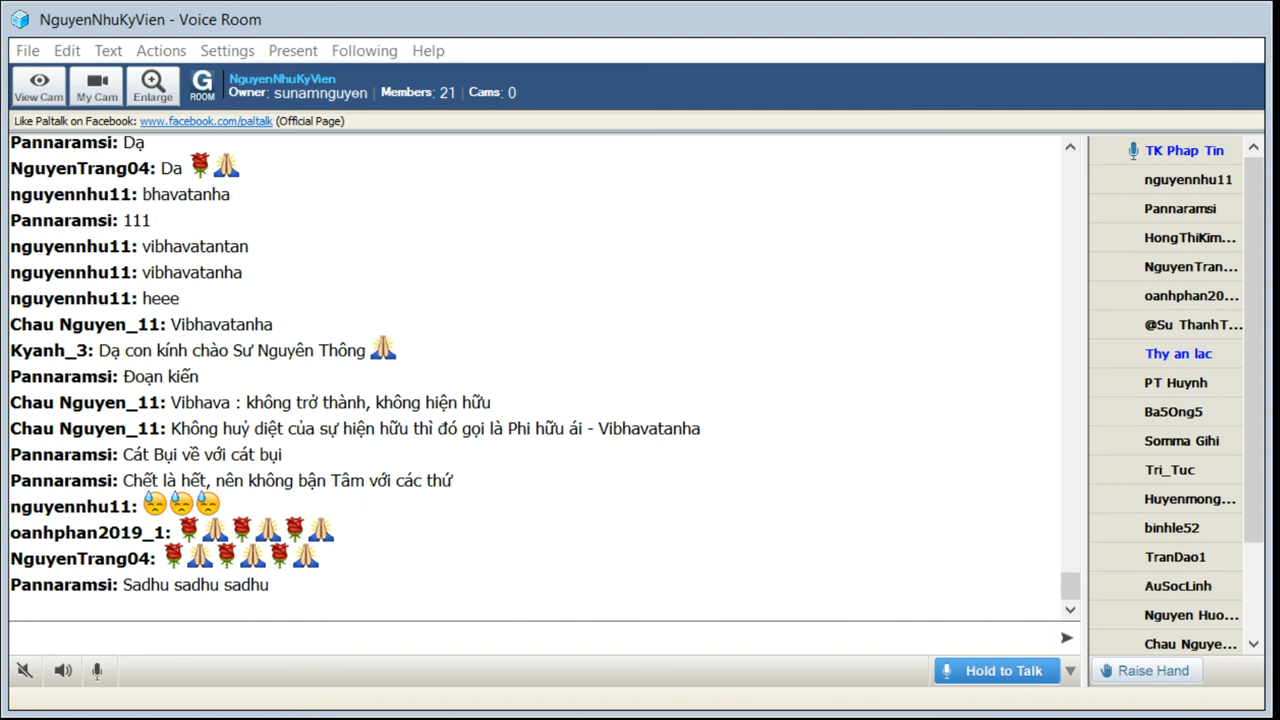 NguyenNhuKyVien - Voice Room
File Edit Text Actions Settings Present Following Help
View Cam My Cam Enlarge G ROOM
NguyenNhuKyVien
Owner: sunamnguyen | Members: 21 | Cams: 0
Like Paltalk on Facebook: www.facebook.com/paltalk (Official Page)
Pannaramsi: Dạ
NguyenTrang04: Da
nguyennhu11: bhavatanha
Pannaramsi: 111
nguyennhu11: vibhavatantan
nguyennhu11: vibhavatanha
nguyennhu11: heee
Chau Nguyen_11: Vibhavatanha
Kyanh_3: Dạ con kính chào Sư Nguyên Thông
Pannaramsi: Đoạn kiến
Chau Nguyen_11: Vibhava : không trở thành, không hiện hữu
Chau Nguyen_11: Không huỷ diệt của sự hiện hữu thì đó gọi là Phi hữu ái - Vibhavatanha
Pannaramsi: Cát Bụi về với cát bụi
Pannaramsi: Chết là hết, nên không bận Tâm với các thứ
nguyennhu11:
oanhphan2019_1:
NguyenTrang04:
Pannaramsi: Sadhu sadhu sadhu
TK Phap Tin
nguyennhu11
Pannaramsi
HongThiKim...
NguyenTran...
oanhphan20...
@Su ThanhT...
Thy an lac
PT Huynh
Ba5Ong5
Somma Gihi
Tri_Tuc
Huyenmong...
binhle52
TranDao1
AuSocLinh
Nguyen Huo...
Chau Nguye...
Hold to Talk
Raise Hand